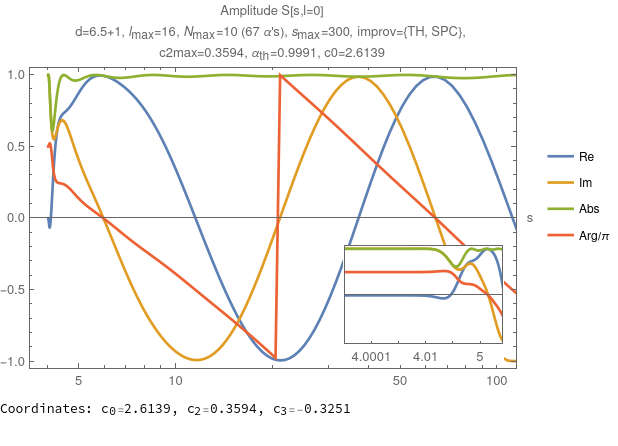 Amplitude S[s,l=0]
d=6.5+1, lmax=16, Nmax=10 (67 α's), smax=300, improv={TH, SPC},
c2max=0.3594, αth=0.9991, c0=2.6139
1.0
0.5
0.0
-0.5
-1.0
5
10
50
100
s
4.0001
4.01
5
Re
Im
Abs
Arg/π
Coordinates: c0=2.6139, c2=0.3594, c3=-0.3251